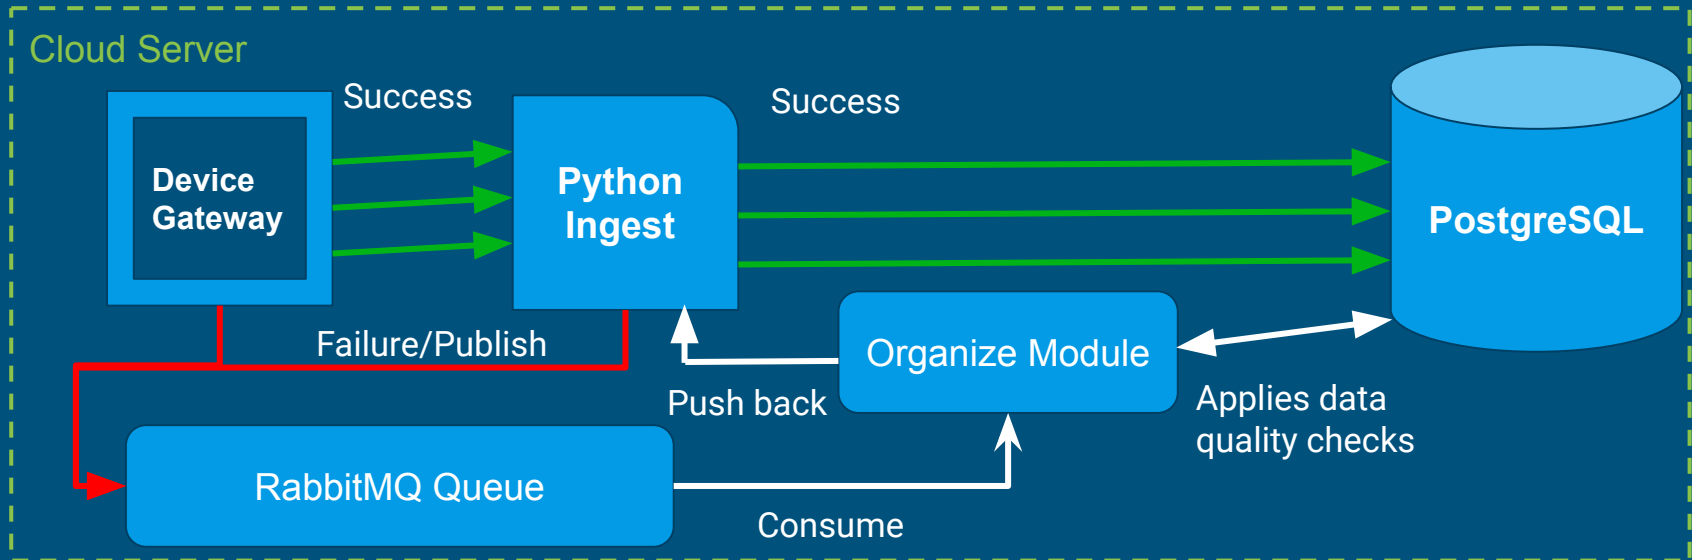 Cloud Server
Success
Success
Device
Gateway
Python
Ingest
PostgreSQL
Failure/Publish
Organize Module
Push back
Applies data
quality checks
RabbitMQ Queue
Consume